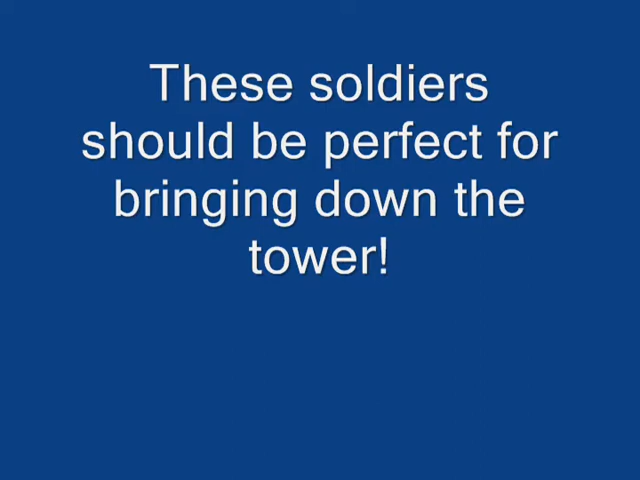 These soldiers
should be perfect for
bringing down the
tower!